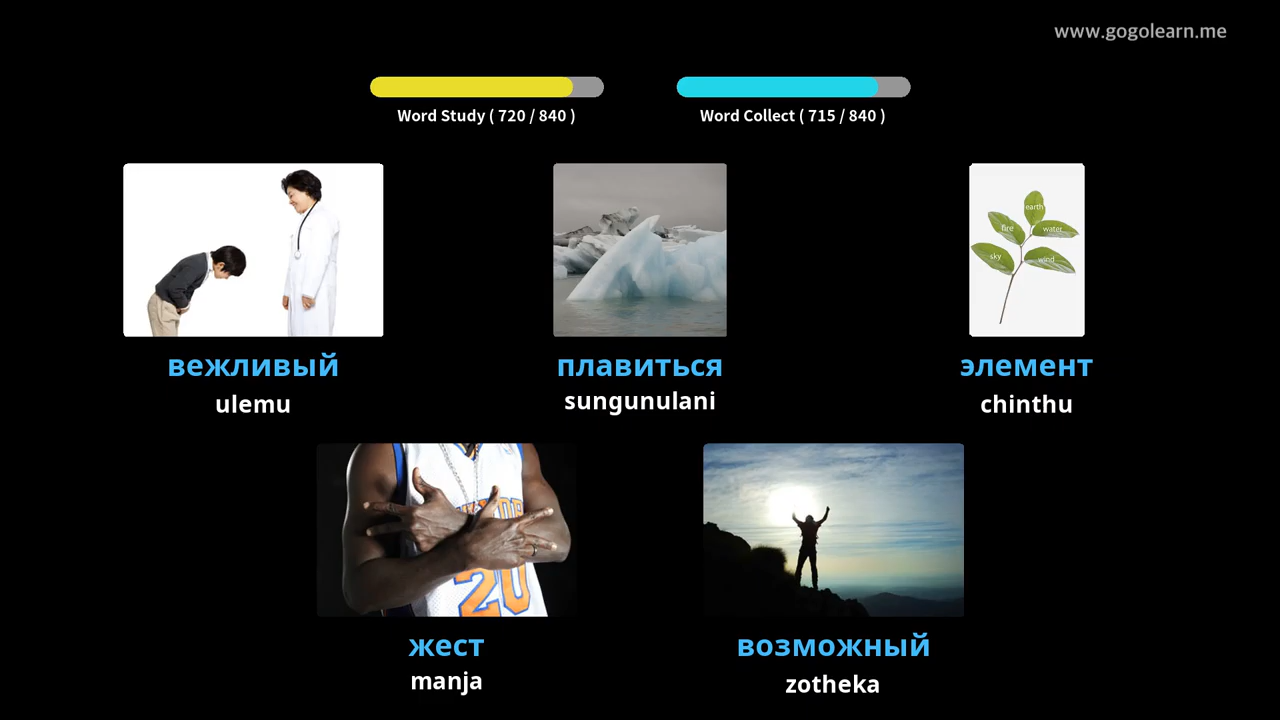 www.gogolearn.me
Word Study ( 720 / 840 )
Word Collect ( 715 / 840 )
earth
fire
water
sky
wind
вежливый
ulemu
плавиться
sungunulani
элемент
chinthu
20
жест
manja
возможный
zotheka